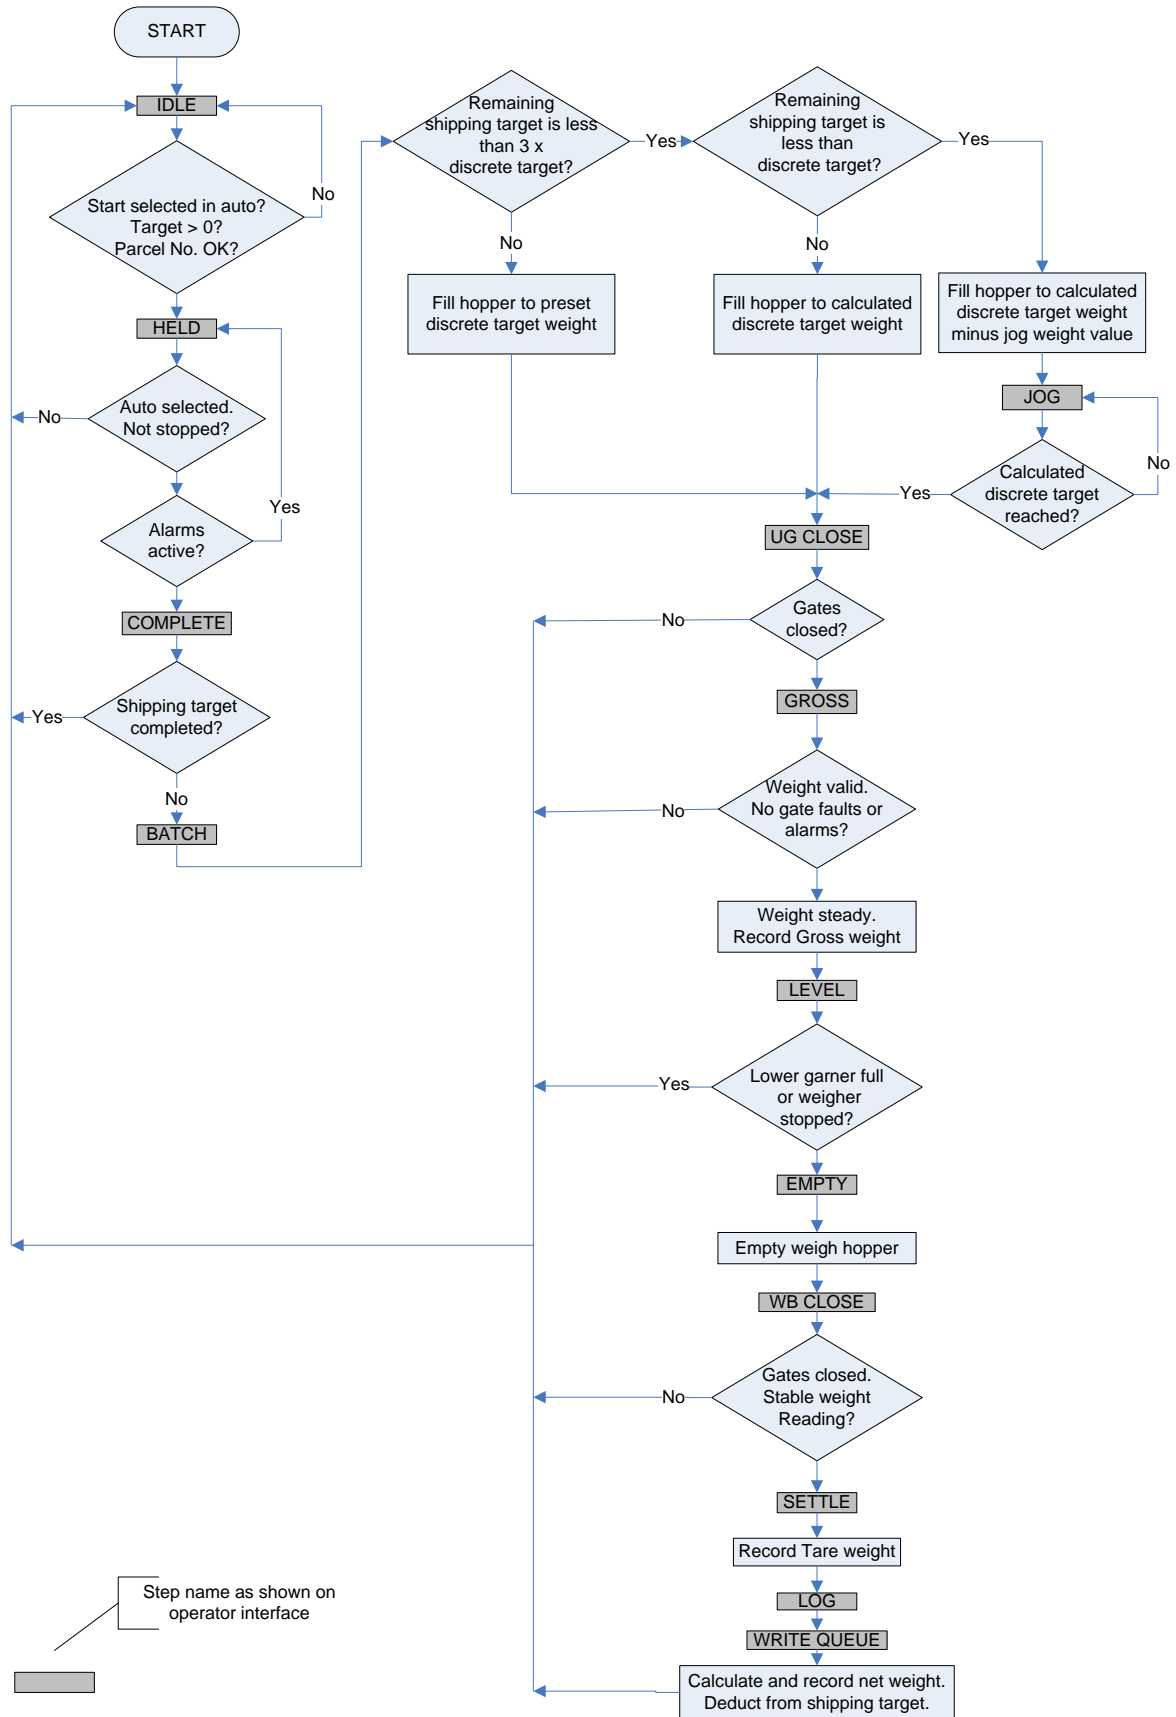 START
IDLE
Start selected in auto?
Target > 0?
Parcel No. OK?
No
HELD
Auto selected.
Not stopped?
No
Alarms
active?
Yes
COMPLETE
Shipping target
completed?
Yes
No
BATCH
Remaining
shipping target is less
than 3 x
discrete target?
Yes
No
Remaining
shipping target is
less than
discrete target?
Yes
No
Fill hopper to preset
discrete target weight
Fill hopper to calculated
discrete target weight
Fill hopper to calculated
discrete target weight
minus jog weight value
JOG
Calculated
discrete target
reached?
No
Yes
UG CLOSE
Gates
closed?
No
GROSS
Weight valid.
No gate faults or
alarms?
No
Weight steady.
Record Gross weight
LEVEL
Lower garner full
or weigher
stopped?
Yes
EMPTY
Empty weigh hopper
WB CLOSE
Gates closed.
Stable weight
Reading?
No
SETTLE
Record Tare weight
LOG
WRITE QUEUE
Calculate and record net weight.
Deduct from shipping target.
Step name as shown on
operator interface